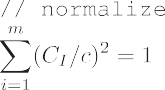 // normalize
\sum_{i=1}^{m} (C_I/c)^2 = 1